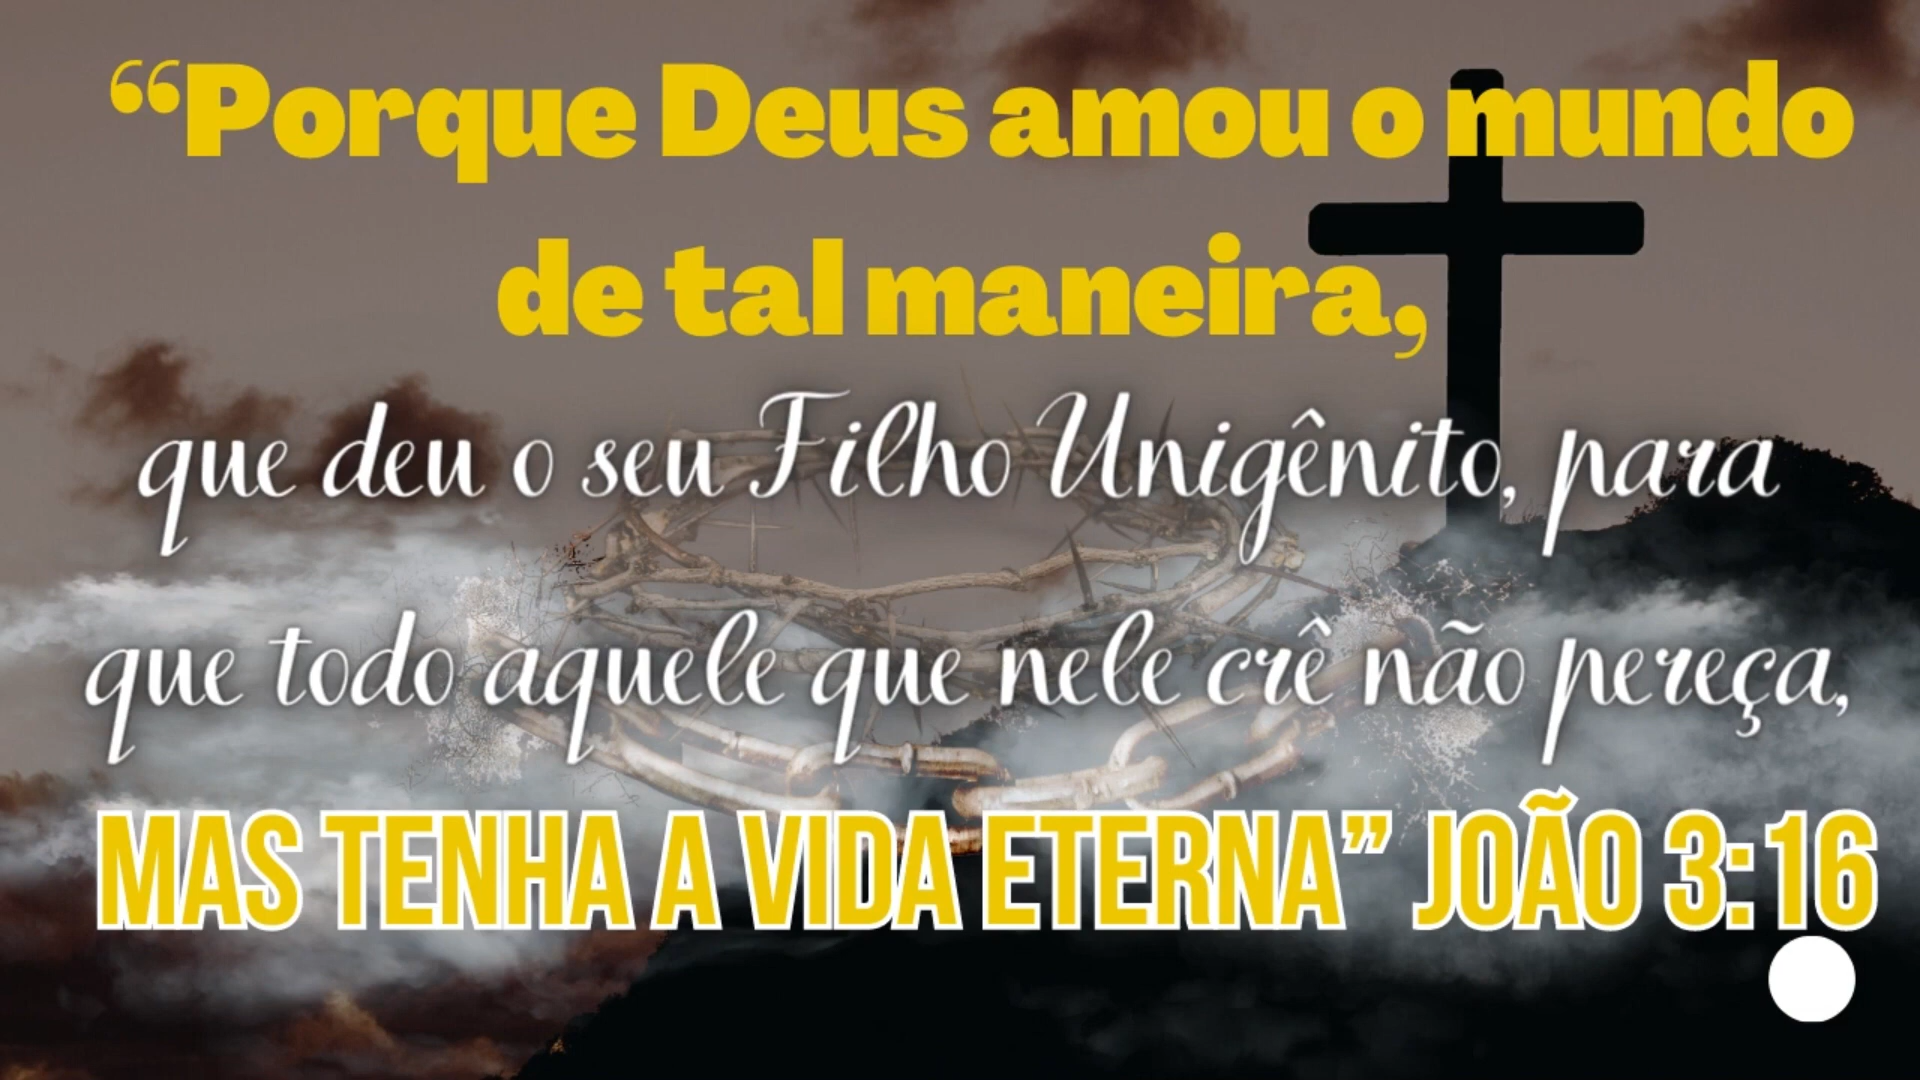 “Porque Deus amou o mundo
de tal maneira,
que deu o seu Filho Unigênito, para
que todo aquele que nele crê não pereça,
MAS TENHA A VIDA ETERNA” JOÃO 3:16